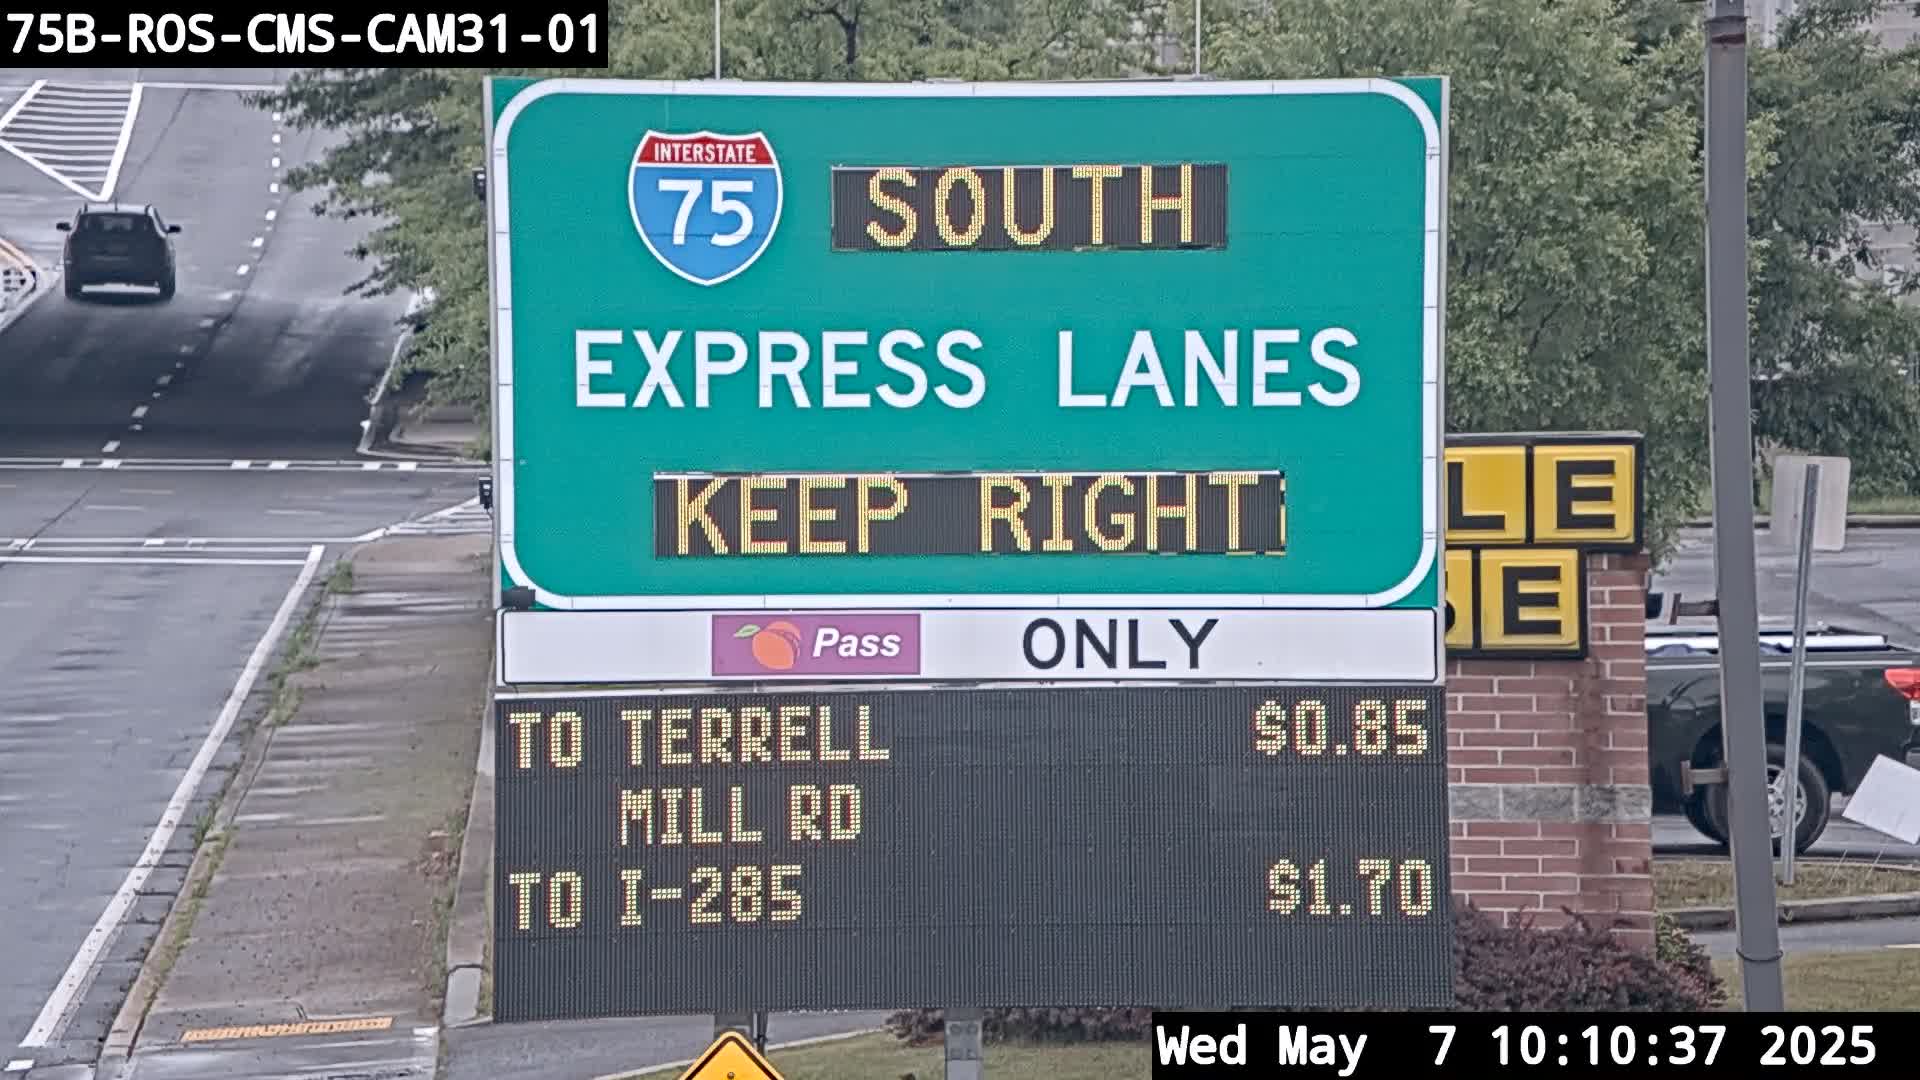 75B-ROS-CMS-CAM31-01
INTERSTATE
75
SOUTH
EXPRESS LANES
KEEP RIGHT
Pass ONLY
TO TERRELL $0.85
MILL RD
TO I-285 $1.70
LE
E
Wed May 7 10:10:37 2025